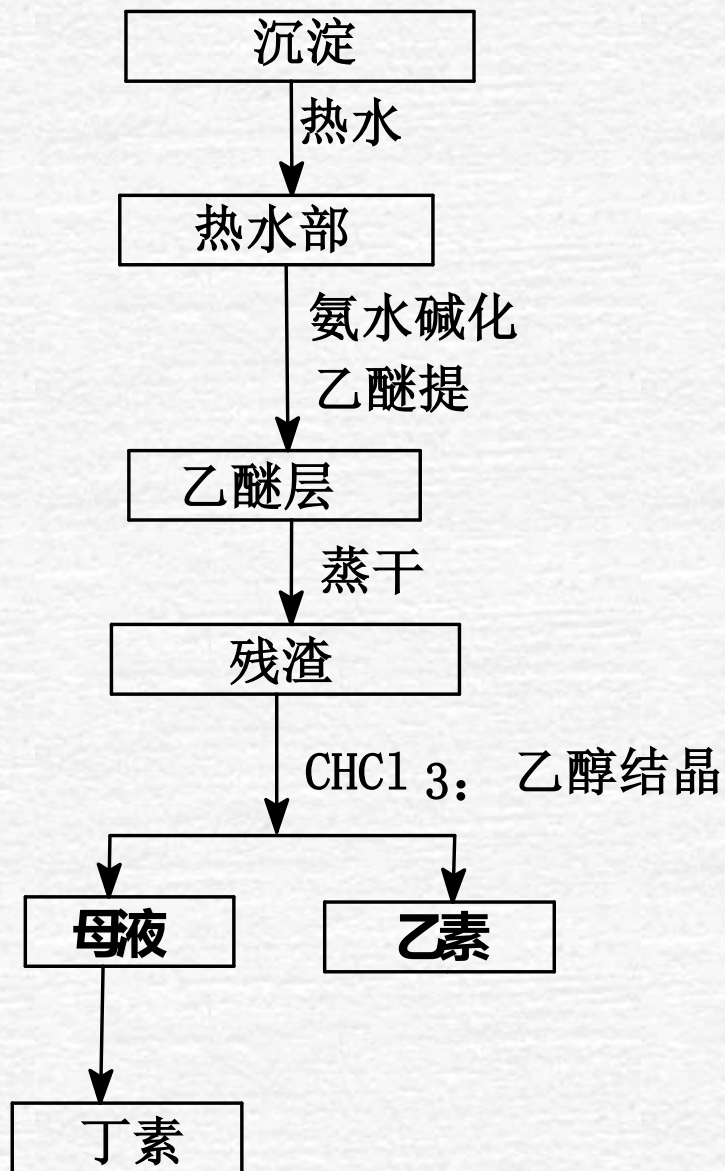 沉淀
热水
热水部
氨水碱化
乙醚提
乙醚层
蒸干
残渣
CHCl 3： 乙醇结晶
母液
乙素
丁素